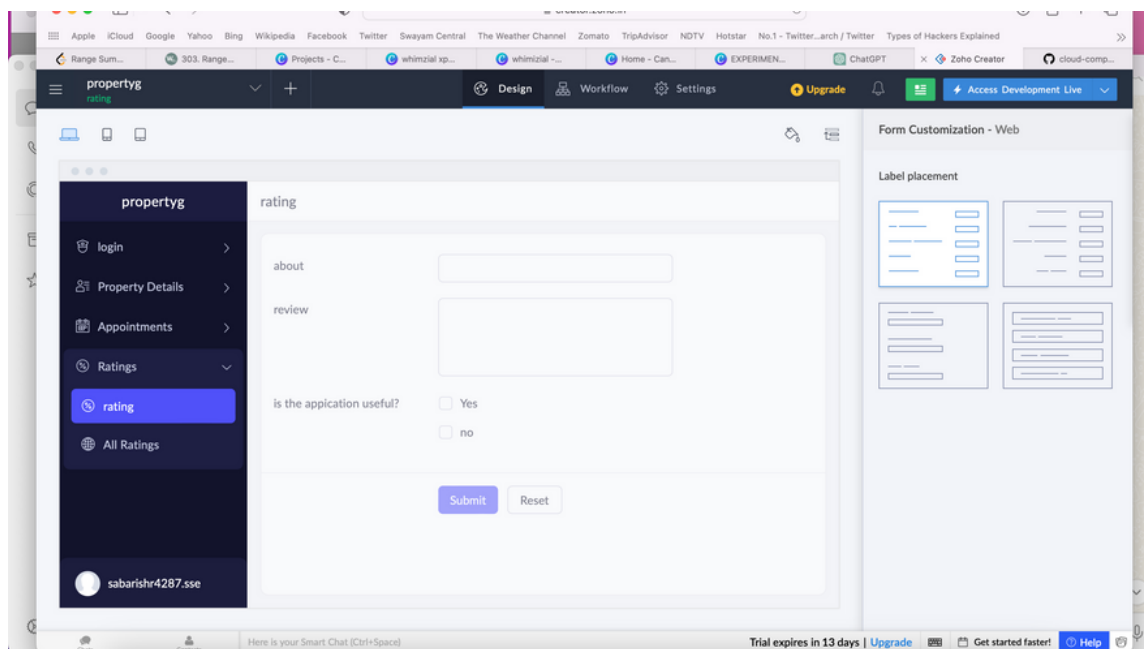 Apple iCloud Google Yahoo Bing Wikipedia Facebook Twitter Swayam Central The Weather Channel Zomato TripAdvisor NDTV Hotstar No.1 - Twitter...arch / Twitter Types of Hackers Explained
Range Sum... 303. Range... Projects - C... whimzial xp... whimizial -... Home - Can... EXPERIMEN... ChatGPT Zoho Creator cloud-comp...
propertyg
rating
Design Workflow Settings Upgrade Access Development Live
Form Customization - Web
Label placement
propertyg
rating
login
about
Property Details
review
Appointments
Ratings
rating
is the appication useful? Yes
no
All Ratings
Submit Reset
sabarishr4287.sse
Here is your Smart Chat (Ctrl+Space)
Trial expires in 13 days | Upgrade Get started faster! Help